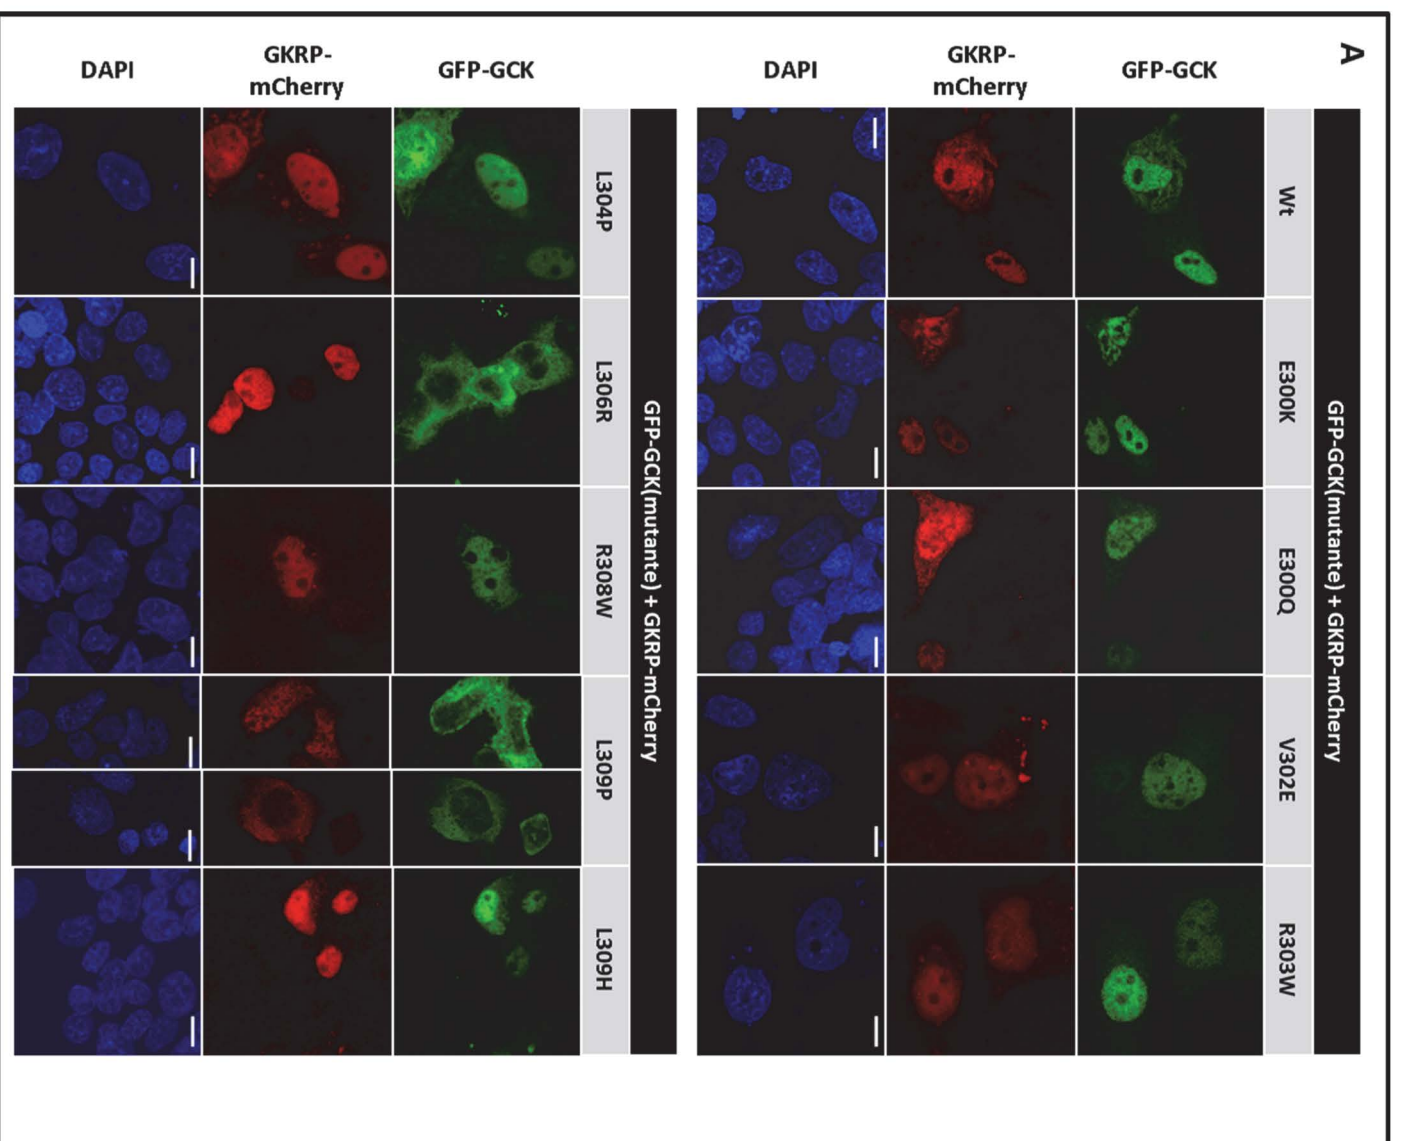 A
GFP-GCK(mutante) + GKRP-mCherry
Wt
E300K
E300Q
V302E
R303W
GFP-GCK
GKRP-
mCherry
DAPI
GFP-GCK(mutante) + GKRP-mCherry
L304P
L306R
R308W
L309P
L309H
GFP-GCK
GKRP-
mCherry
DAPI